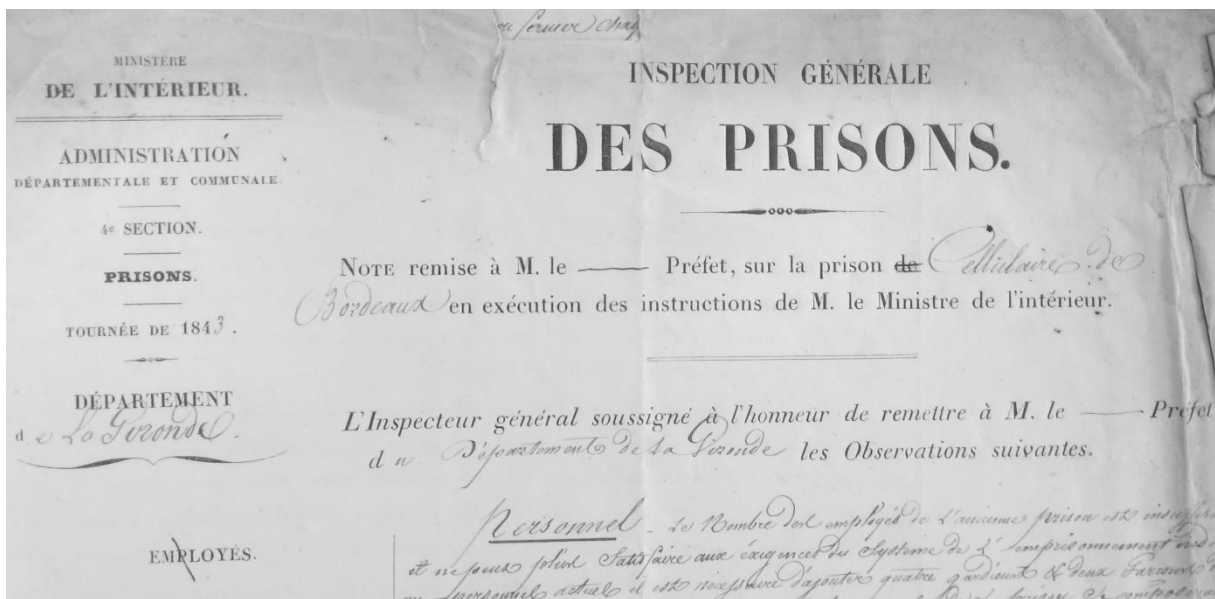 ou fermer chaq
MINISTÈRE
DE L'INTÉRIEUR.
ADMINISTRATION
DÉPARTEMENTALE ET COMMUNALE.
4e SECTION.
PRISONS.
TOURNÉE DE 1843.
DÉPARTEMENT
de La Gironde.
EMPLOYÉS.
INSPECTION GÉNÉRALE
DES PRISONS.
NOTE remise à M. le —— Préfet, sur la prison de Cellulaire de
Bordeaux en exécution des instructions de M. le Ministre de l'intérieur.
L'Inspecteur général soussigné à l'honneur de remettre à M. le —— Préfet
du Département de La Gironde les Observations suivantes.
Personnel - Le Nombre des employés de l'ancienne prison est
et ne peut plus Satisfaire aux éxigences du Système de L'emprisonnement
personnel actuel il est nécessaire d'ajouter quatre gardiens & deux